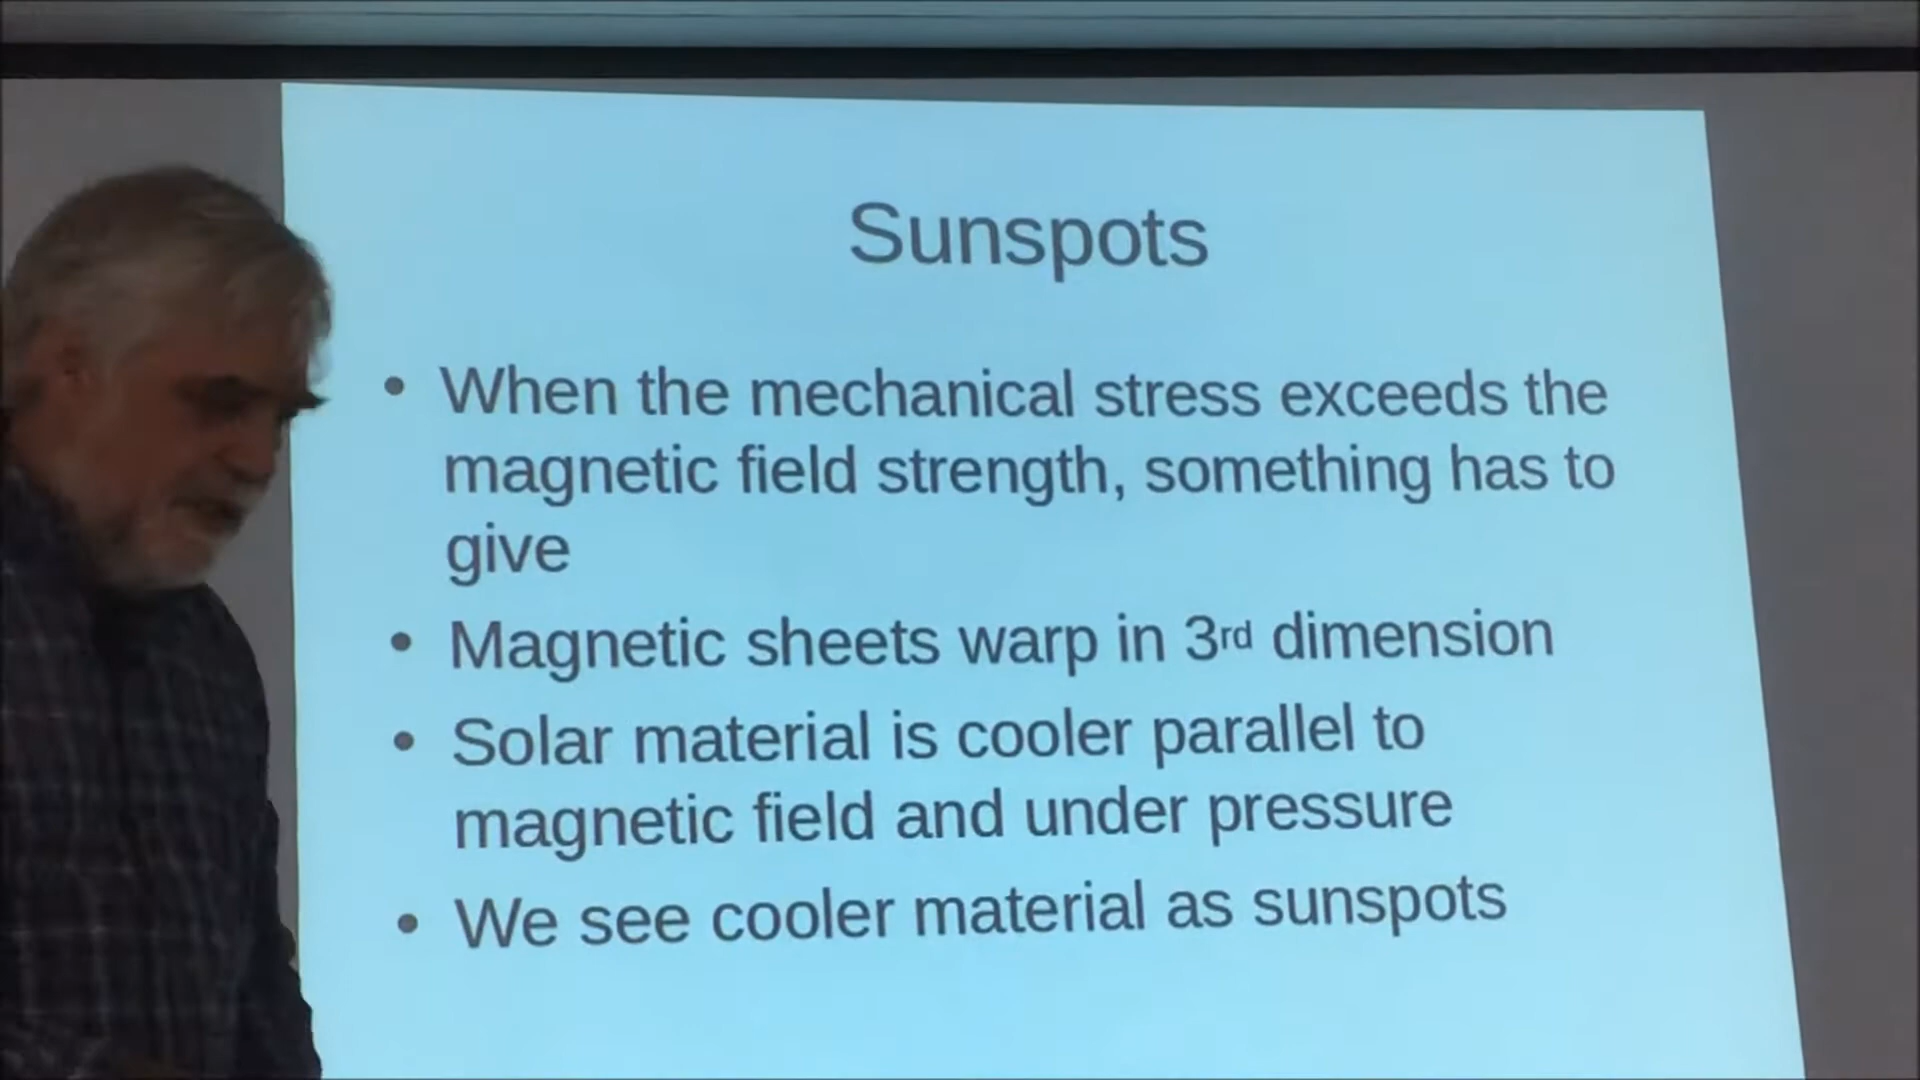 Sunspots
• When the mechanical stress exceeds the
magnetic field strength, something has to
give
• Magnetic sheets warp in 3rd dimension
• Solar material is cooler parallel to
magnetic field and under pressure
• We see cooler material as sunspots